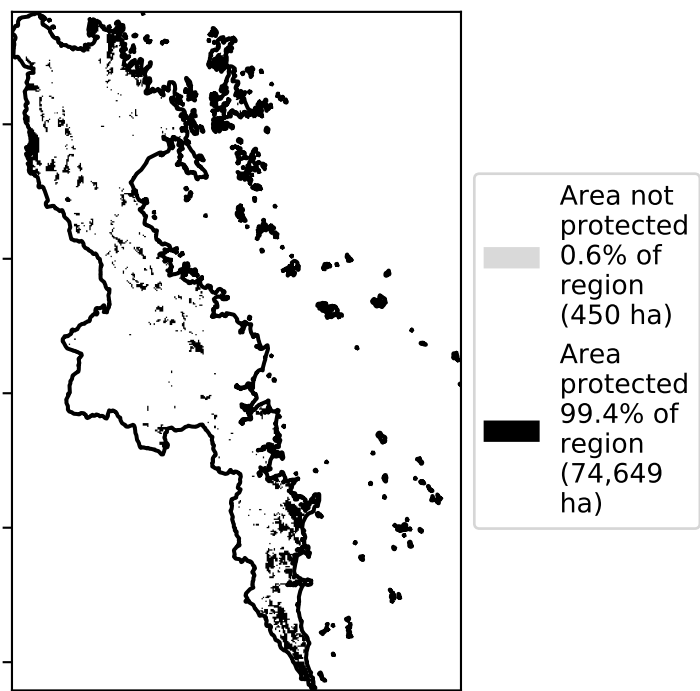 Area not
protected
0.6% of
region
(450 ha)
Area
protected
99.4% of
region
(74,649
ha)